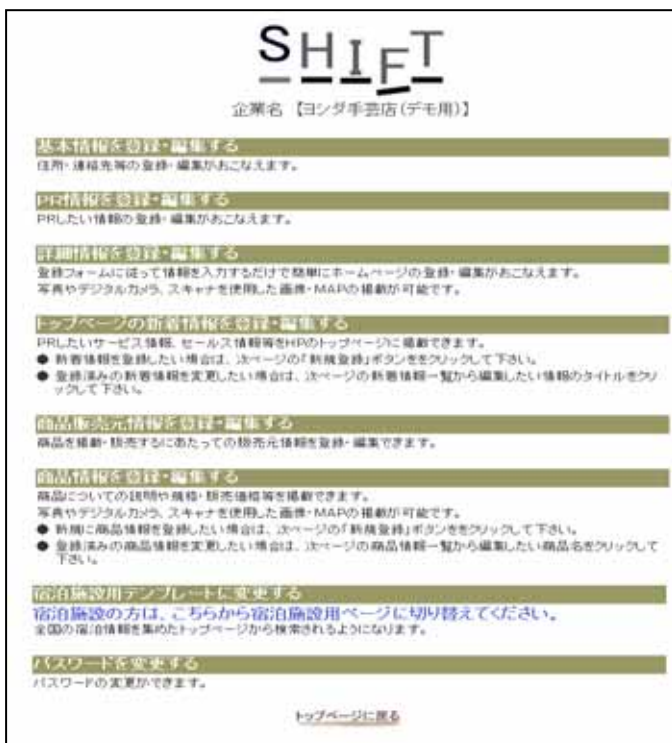 SHIFT
企業名 【ヨシダ手芸店(デモ用)】
基本情報を登録・編集する
住所・連絡先等の登録・編集がおこなえます。
PR情報を登録・編集する
PRしたい情報の登録・編集がおこなえます。
詳細情報を登録・編集する
登録フォームに従って情報を入力するだけで簡単にホームページの登録・編集がおこなえます。
写真やデジタルカメラ、スキャナを使用した画像・MAPの掲載が可能です。
トップページの新着情報を登録・編集する
PRしたいサービス情報、セールス情報等をHPのトップページに掲載できます。
● 新着情報を登録したい場合は、次ページの「新規登録」ボタンををクリックして下さい。
● 登録済みの新着情報を変更したい場合は、次ページの新着情報一覧から編集したい情報のタイトルをクリ
ックして下さい。
商品販売元情報を登録・編集する
商品を掲載・販売するにあたっての販売元情報を登録・編集できます。
商品情報を登録・編集する
商品についての説明や規格・販売価格等を掲載できます。
写真やデジタルカメラ、スキャナを使用した画像・MAPの掲載が可能です。
● 新規に商品情報を登録したい場合は、次ページの「新規登録」ボタンををクリックして下さい。
● 登録済みの商品情報を変更したい場合は、次ページの商品情報一覧から編集したい商品名をクリックして
下さい。
宿泊施設用テンプレートに変更する
宿泊施設の方は、こちらから宿泊施設用ページに切り替えてください。
全国の宿泊情報を集めたトップページから検索されるようになります。
パスワードを変更する
パスワードの変更ができます。
トップページに戻る